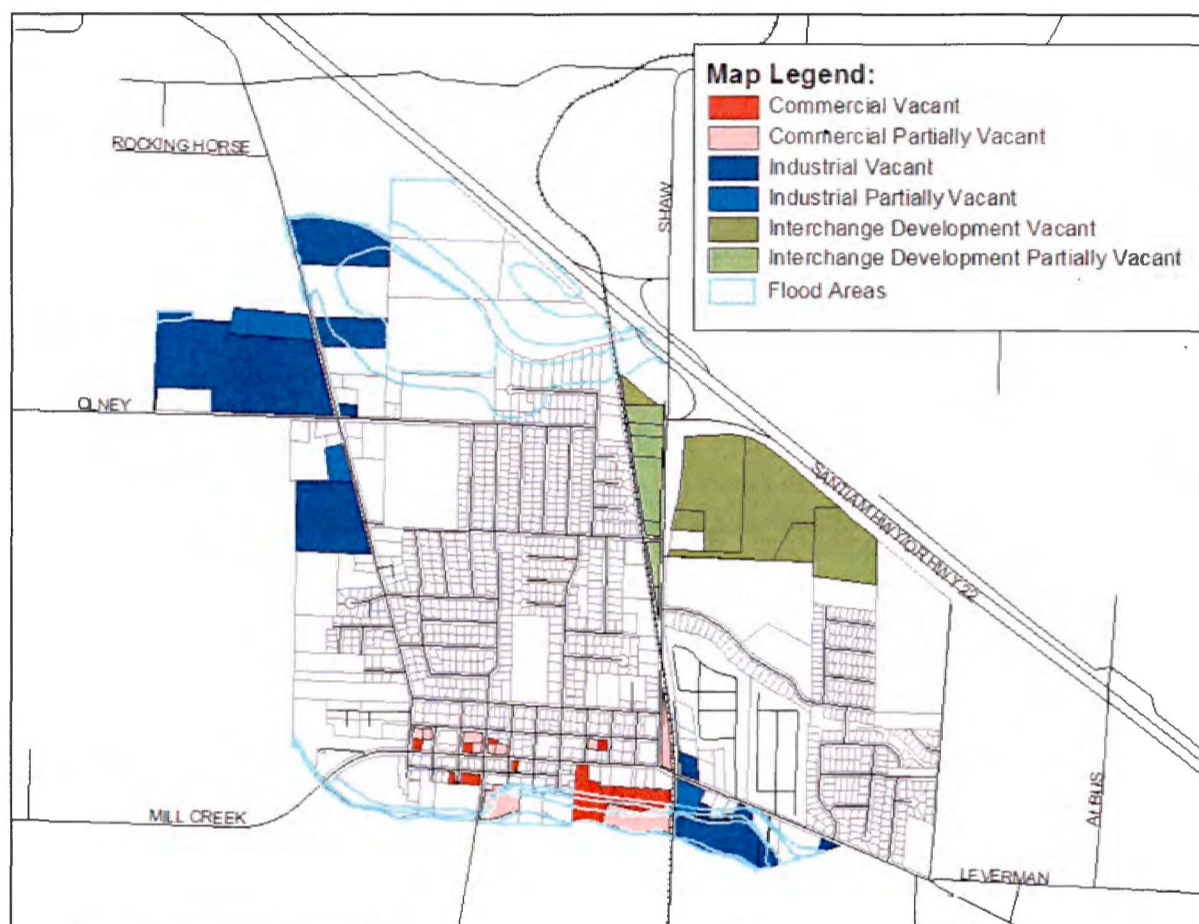 Map Legend:
Commercial Vacant
Commercial Partially Vacant
Industrial Vacant
Industrial Partially Vacant
Interchange Development Vacant
Interchange Development Partially Vacant
Flood Areas
ROCKING HORSE
SHAW
OLNEY
SANTIAM HWY/OR HWY 22
MILL CREEK
ALBUS
LEVERMAN